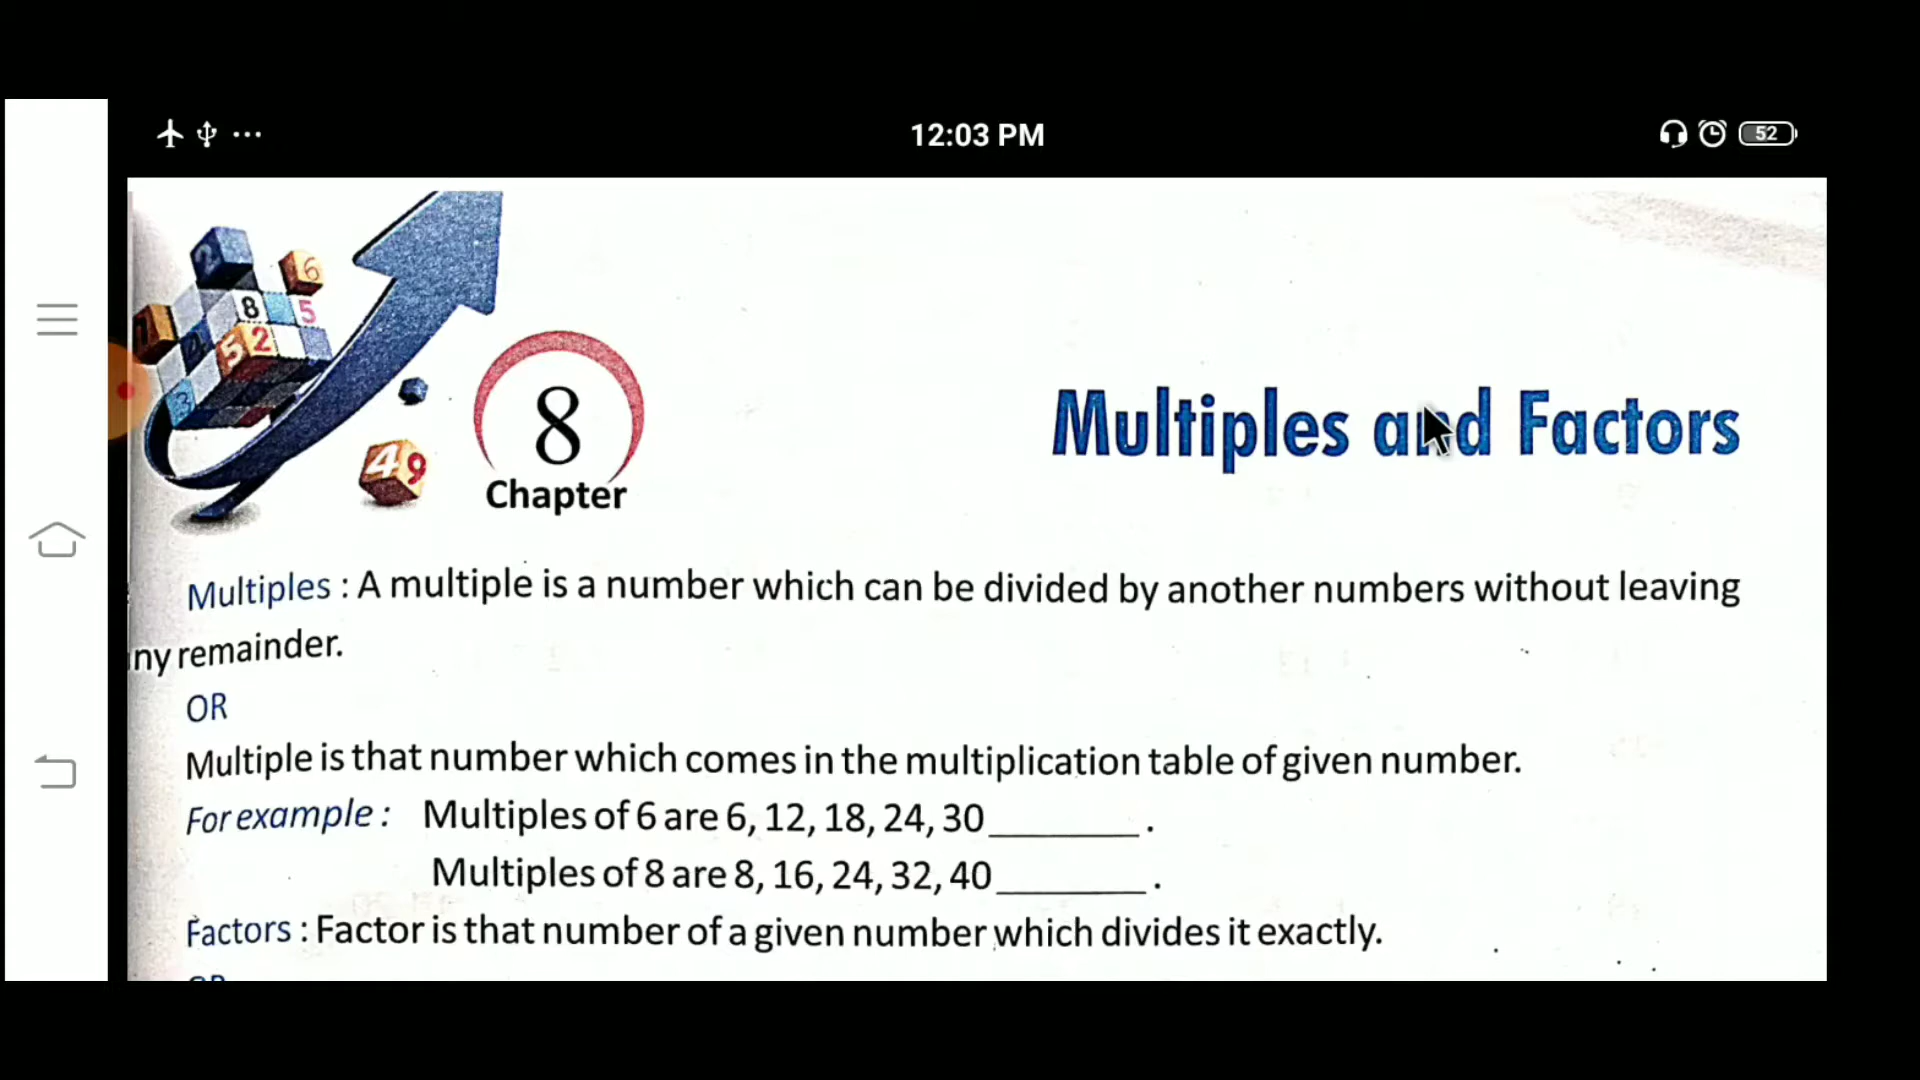 12:03 PM
52
2
6
8 5
5 2
3
4 9
8
Chapter
Multiples and Factors
Multiples : A multiple is a number which can be divided by another numbers without leaving
ny remainder.
OR
Multiple is that number which comes in the multiplication table of given number.
For example : Multiples of 6 are 6, 12, 18, 24, 30_______ .
Multiples of 8 are 8, 16, 24, 32, 40_______ .
Factors : Factor is that number of a given number which divides it exactly.